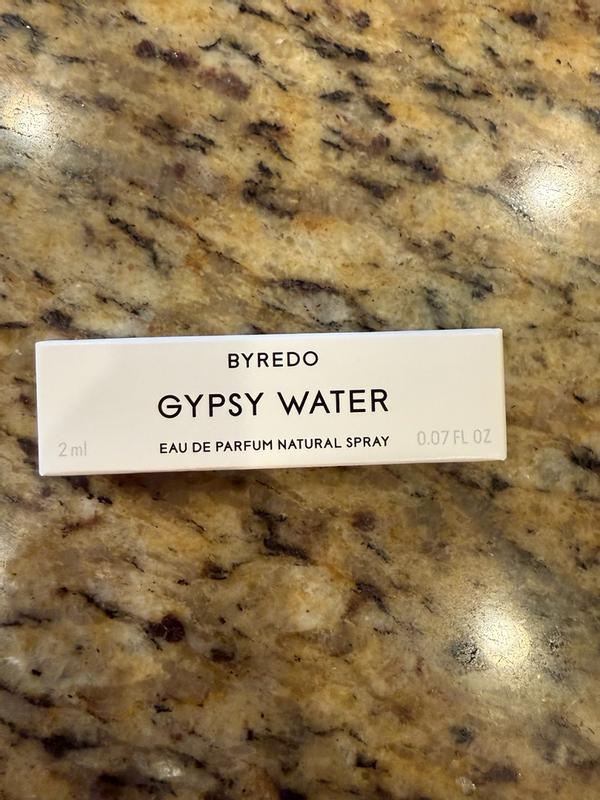 BYREDO
GYPSY WATER
2 ml EAU DE PARFUM NATURAL SPRAY 0.07 FL OZ